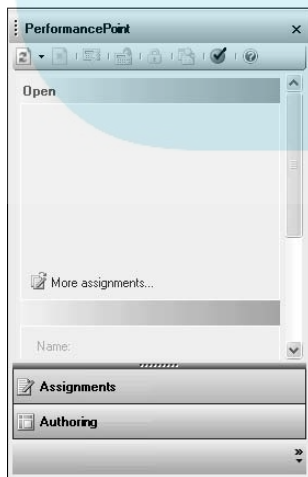 PerformancePoint
Open
More assignments...
Name:
Assignments
Authoring